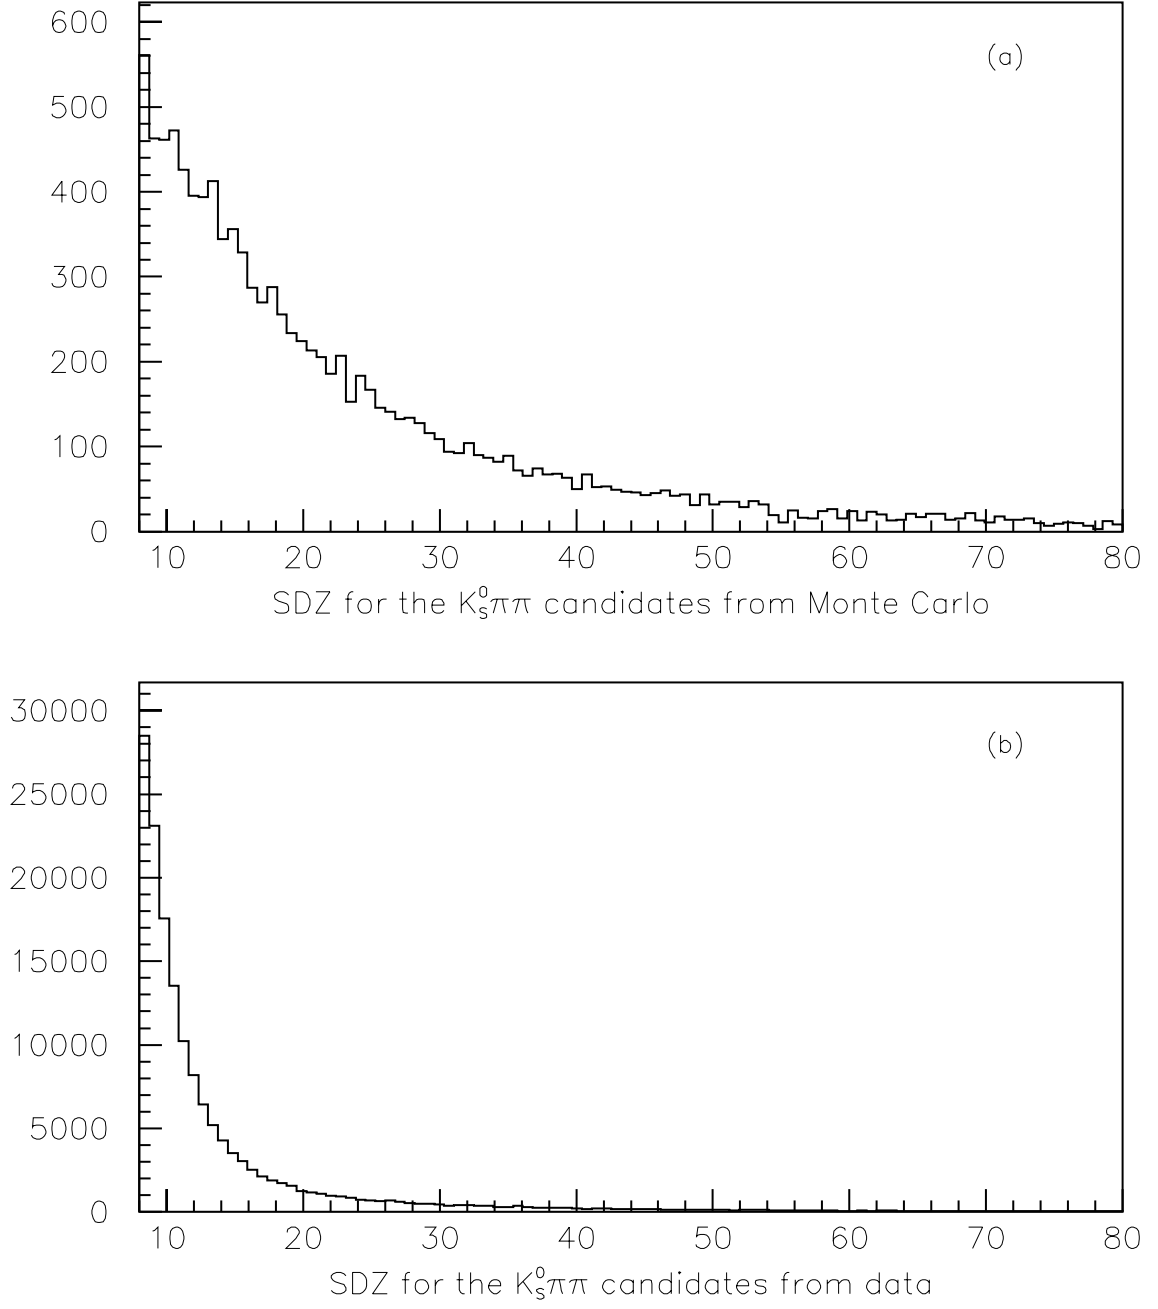 600
(a)
500
400
300
200
100
0
10 20 30 40 50 60 70 80
SDZ for the K⁰ₛππ candidates from Monte Carlo
30000
(b)
25000
20000
15000
10000
5000
0
10 20 30 40 50 60 70 80
SDZ for the K⁰ₛππ candidates from data